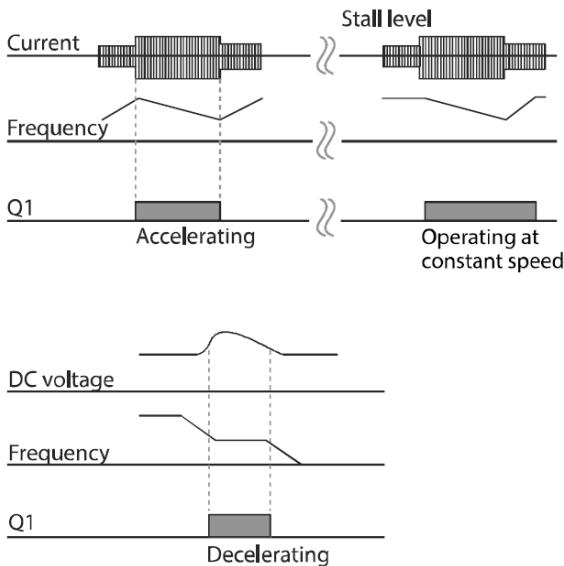 Stall level
Current
Frequency
Q1
Accelerating
Operating at
constant speed
DC voltage
Frequency
Q1
Decelerating